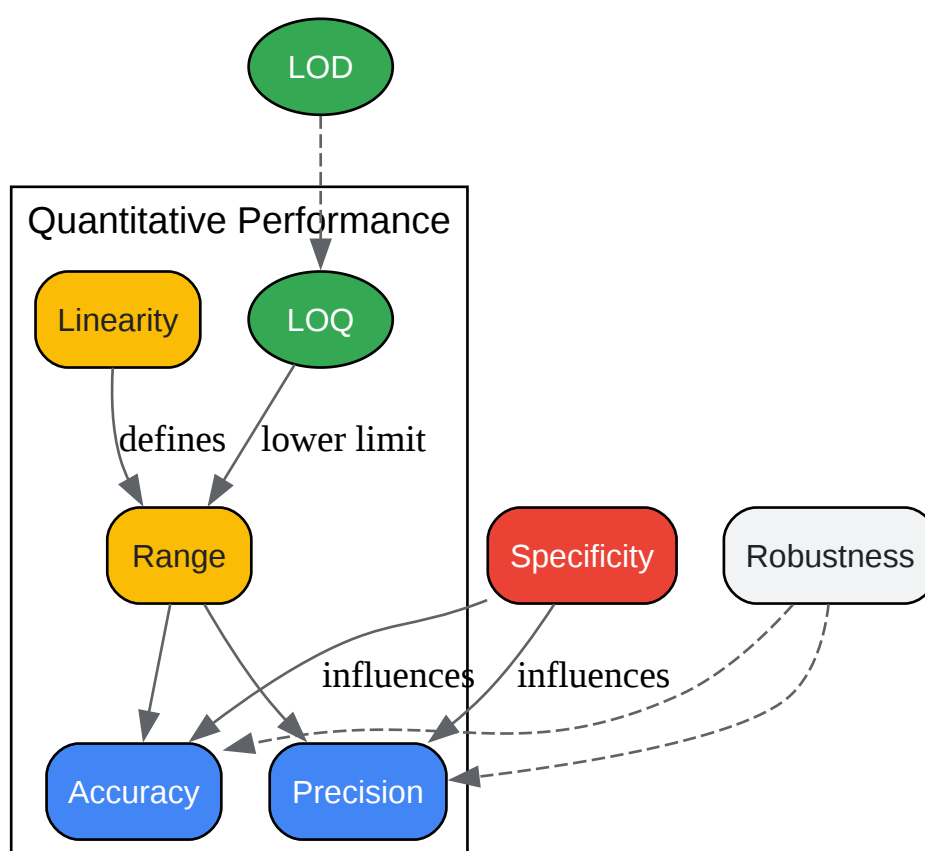 LOD
Quantitative Performance
Linearity
LOQ
defines
lower limit
Range
Specificity
Robustness
influences
influences
Accuracy
Precision